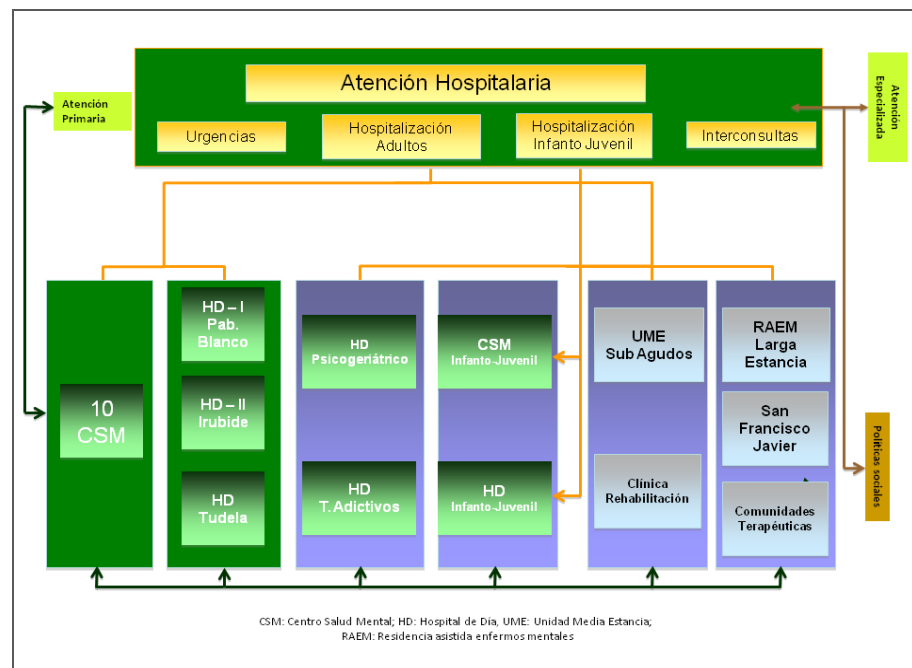 Atención Hospitalaria
Atención
Primaria
Urgencias
Hospitalización
Adultos
Hospitalización
Infanto Juvenil
Interconsultas
Atención
Especializada
HD – I
Pab.
Blanco
HD – II
Irubide
HD
Tudela
10
CSM
HD
Psicogeriátrico
HD
T. Adictivos
CSM
Infanto-Juvenil
HD
Infanto-Juvenil
UME
Sub Agudos
Clínica
Rehabilitación
RAEM
Larga
Estancia
San
Francisco
Javier
Comunidades
Terapéuticas
Políticas sociales
CSM: Centro Salud Mental; HD: Hospital de Día, UME: Unidad Media Estancia;
RAEM: Residencia asistida enfermos mentales